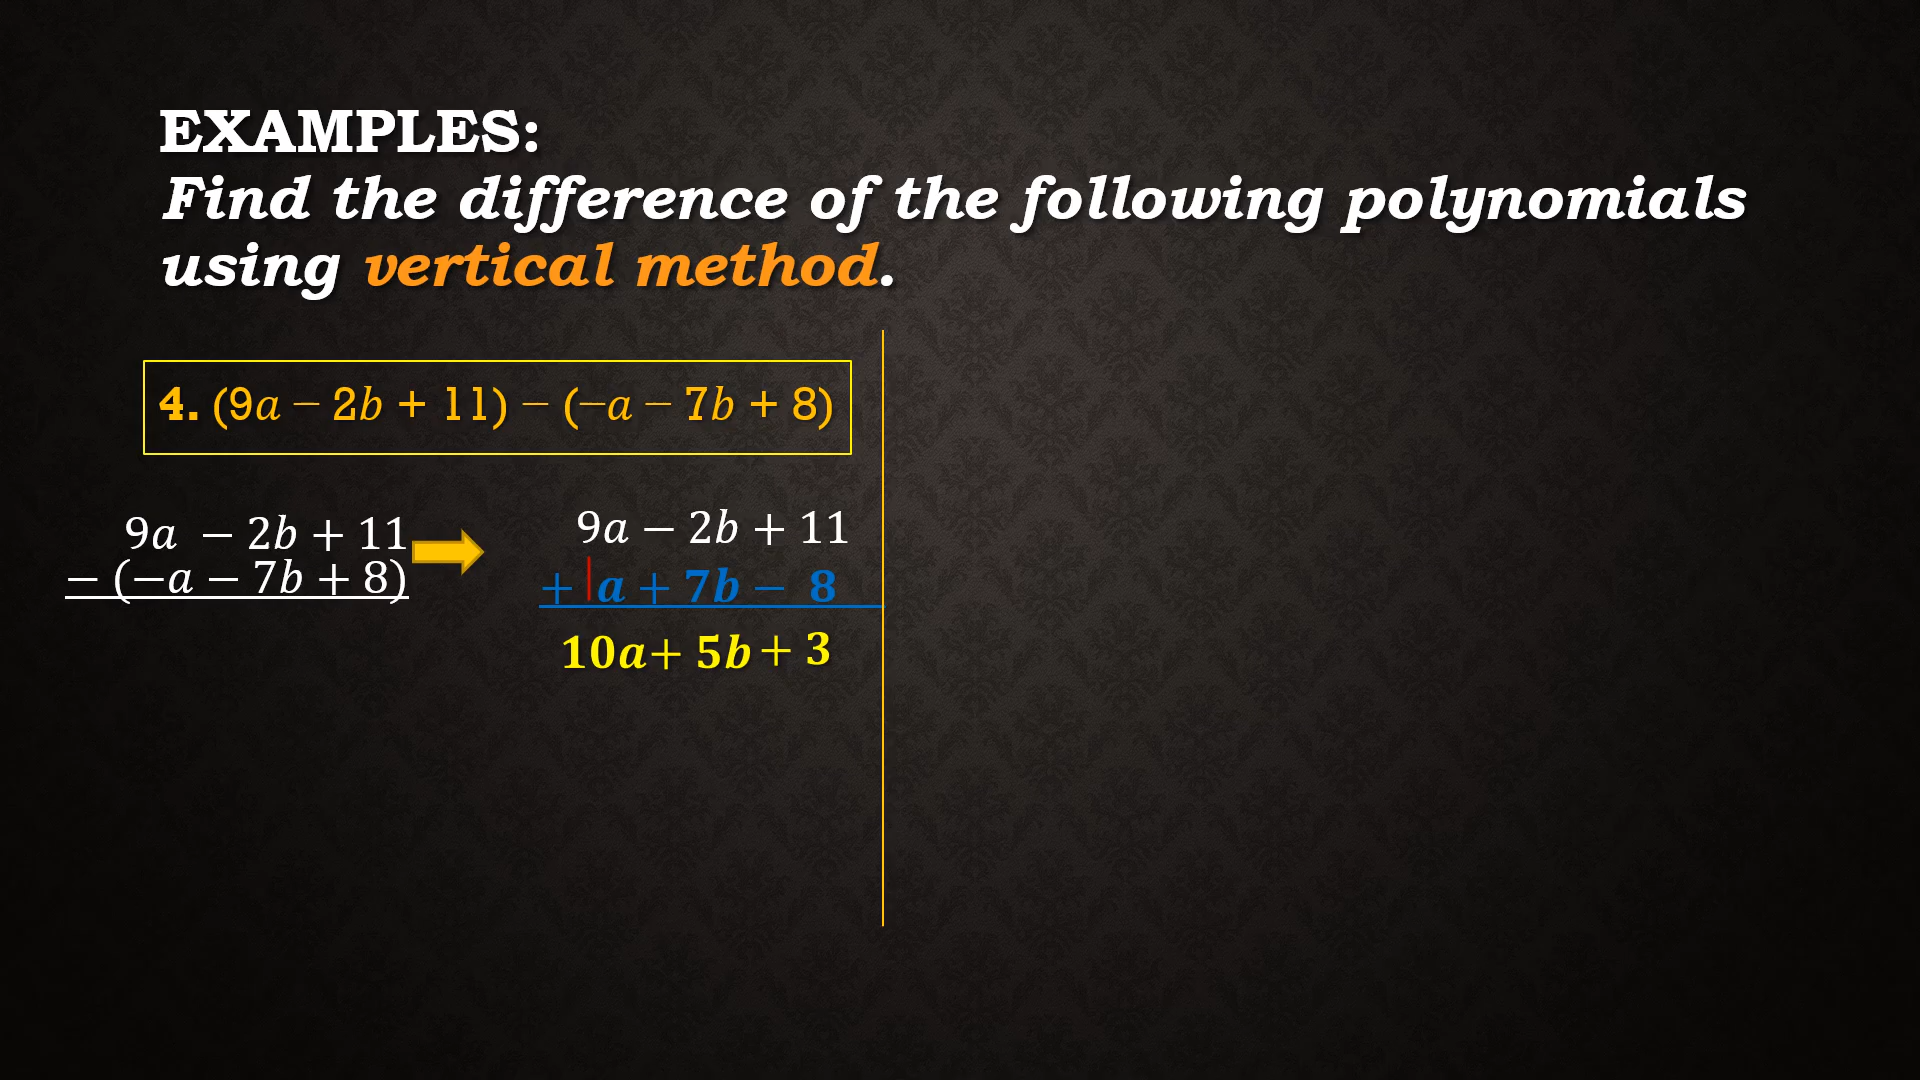 EXAMPLES:
Find the difference of the following polynomials
using vertical method.
4. (9a − 2b + 11) − (−a − 7b + 8)
9a − 2b + 11
− (−a − 7b + 8)
9a − 2b + 11
+ a + 7b − 8
10a + 5b + 3